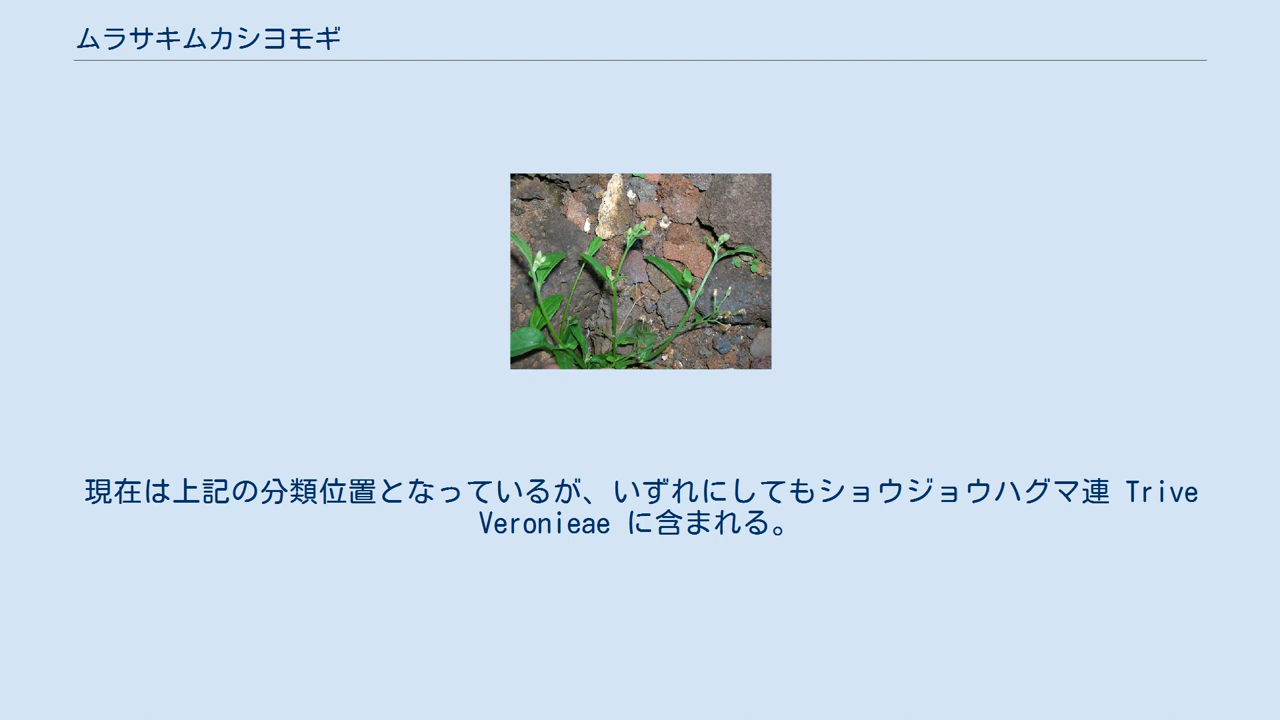 ムラサキムカシヨモギ
現在は上記の分類位置となっているが、いずれにしてもショウジョウハグマ連 Trive
Veronieae に含まれる。